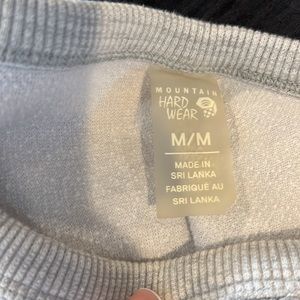 MOUNTAIN
HARD
WEAR
M/M
MADE IN
SRI LANKA
FABRIQUÉ AU
SRI LANKA